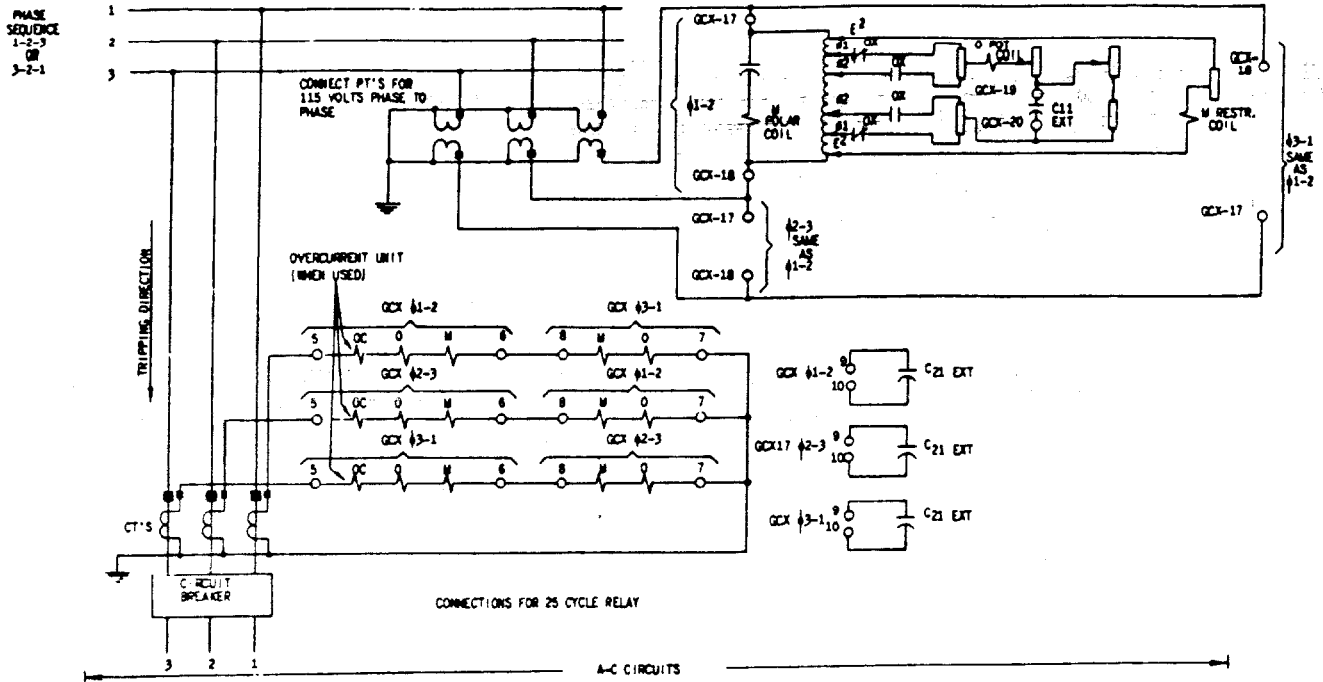 PHASE
SEQUENCE
1-2-3
OR
3-2-1
1
2
3
CONNECT PT'S FOR
115 VOLTS PHASE TO
PHASE
GCX-17
ϕ1-2
M
POLAR
COIL
GCX-18
E²
OX
OX
OX
OX
E²
O POT
COIL
GCX-19
GCX-20
C11
EXT
M RESTR.
COIL
GCX-
18
GCX-17
ϕ3-1
SAME
AS
ϕ1-2
GCX-17
ϕ2-3
SAME
AS
ϕ1-2
GCX-18
TRIPPING DIRECTION
OVERCURRENT UNIT
(WHEN USED)
GCX ϕ1-2
GCX ϕ3-1
5 OC O M 6 8 M O 7
GCX ϕ2-3
GCX ϕ1-2
5 OC O M 6 8 M O 7
GCX ϕ3-1
GCX ϕ2-3
5 OC O M 6 8 M O 7
GCX ϕ1-2 9
10
C21 EXT
GCX17 ϕ2-3 9
10
C21 EXT
GCX ϕ3-1 9
10
C21 EXT
CT'S
CIRCUIT
BREAKER
3 2 1
CONNECTIONS FOR 25 CYCLE RELAY
A-C CIRCUITS